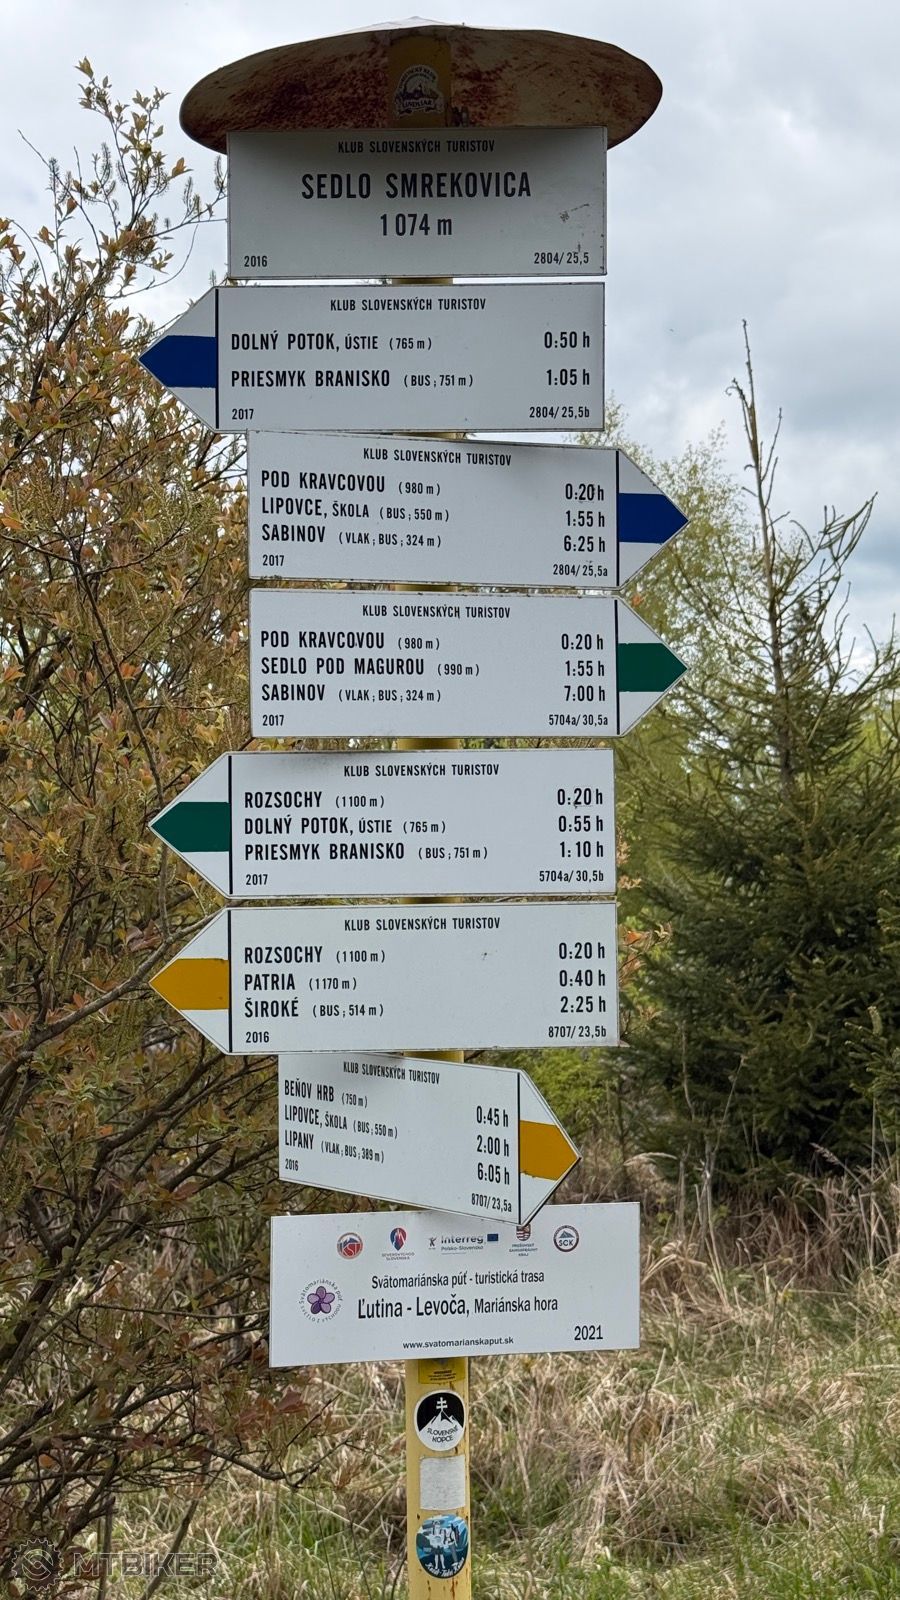 KLUB SLOVENSKÝCH TURISTOV
SEDLO SMREKOVICA
1 074 m
2016 2804/25,5
KLUB SLOVENSKÝCH TURISTOV
DOLNÝ POTOK, ÚSTIE (765 m) 0:50 h
PRIESMYK BRANISKO (BUS; 751 m) 1:05 h
2017 2804/25,5b
KLUB SLOVENSKÝCH TURISTOV
POD KRAVCOVOU (980 m) 0:20 h
LIPOVCE, ŠKOLA (BUS; 550 m) 1:55 h
SABINOV (VLAK; BUS; 324 m) 6:25 h
2017 2804/25,5a
KLUB SLOVENSKÝCH TURISTOV
POD KRAVCOVOU (980 m) 0:20 h
SEDLO POD MAGUROU (990 m) 1:55 h
SABINOV (VLAK; BUS; 324 m) 7:00 h
2017 5704a/30,5a
KLUB SLOVENSKÝCH TURISTOV
ROZSOCHY (1100 m) 0:20 h
DOLNÝ POTOK, ÚSTIE (765 m) 0:55 h
PRIESMYK BRANISKO (BUS; 751 m) 1:10 h
2017 5704a/30,5b
KLUB SLOVENSKÝCH TURISTOV
ROZSOCHY (1100 m) 0:20 h
PATRIA (1170 m) 0:40 h
ŠIROKÉ (BUS; 514 m) 2:25 h
2016 8707/23,5b
KLUB SLOVENSKÝCH TURISTOV
BEŇOV HRB (750 m) 0:45 h
LIPOVCE, ŠKOLA (BUS; 550 m) 2:00 h
LIPANY (VLAK; BUS; 389 m) 6:05 h
2016 8707/23,5a
KST
SEVEROVÝCHOD SLOVENSKA
Interreg
Poľsko-Slovensko
PREŠOVSKÝ SAMOSPRÁVNY KRAJ
SCK
Svätomariánska púť - turistická trasa
Ľutina - Levoča, Mariánska hora
www.svatomarianskaput.sk 2021
SLOVENSKÉ KOPCE
MTBIKER